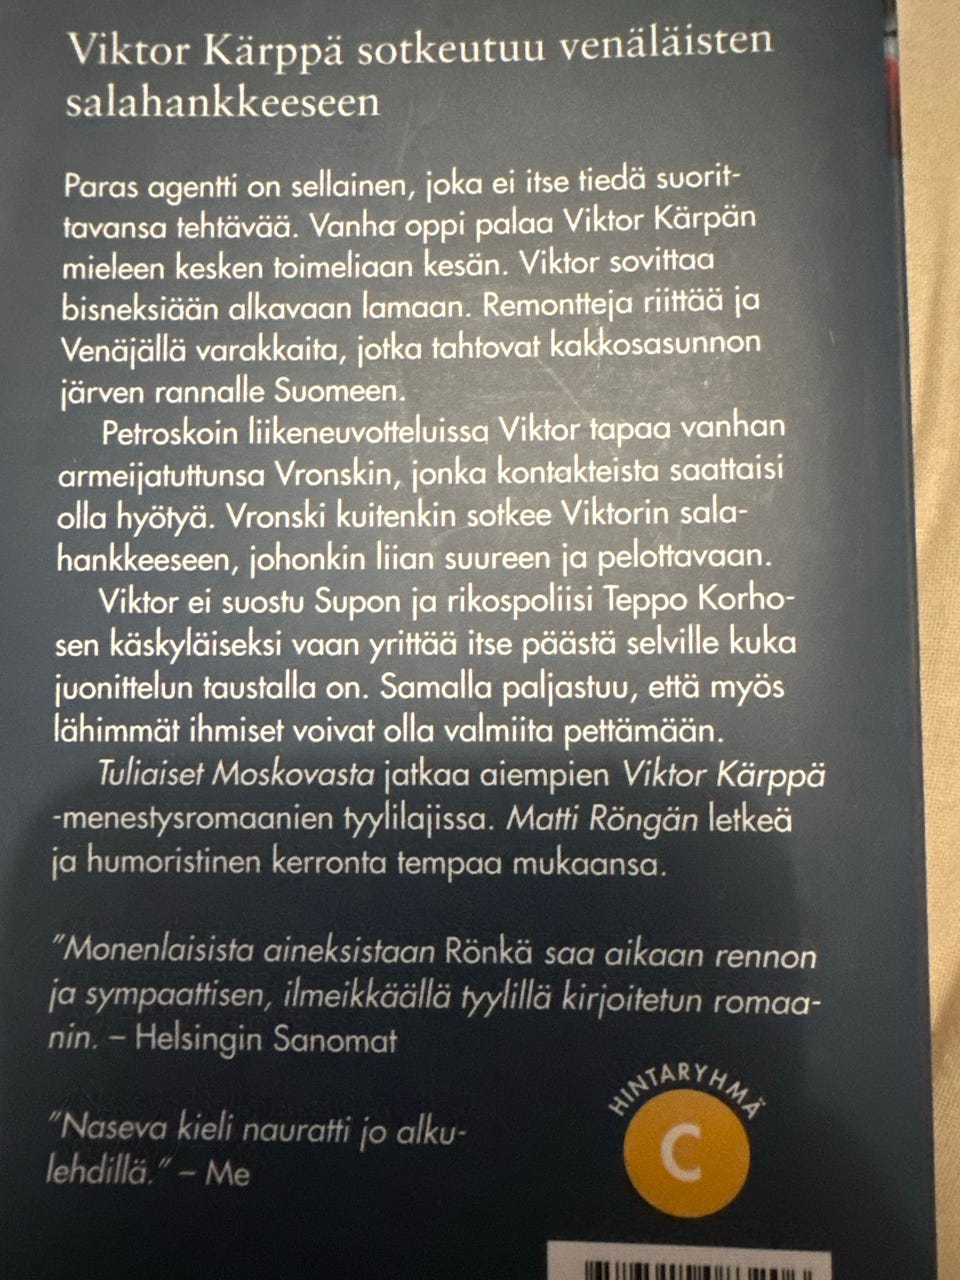 Viktor Kärppä sotkeutuu venäläisten
salahankkeeseen
Paras agentti on sellainen, joka ei itse tiedä suorit-
tavansa tehtävää. Vanha oppi palaa Viktor Kärpän
mieleen kesken toimeliaan kesän. Viktor sovittaa
bisneksiään alkavaan lamaan. Remontteja riittää ja
Venäjällä varakkaita, jotka tahtovat kakkosasunnon
järven rannalle Suomeen.
Petroskoin liikeneuvotteluissa Viktor tapaa vanhan
armeijatuttunsa Vronskin, jonka kontakteista saattaisi
olla hyötyä. Vronski kuitenkin sotkee Viktorin sala-
hankkeeseen, johonkin liian suureen ja pelottavaan.
Viktor ei suostu Supon ja rikospoliisi Teppo Korho-
sen käskyläiseksi vaan yrittää itse päästä selville kuka
juonittelun taustalla on. Samalla paljastuu, että myös
lähimmät ihmiset voivat olla valmiita pettämään.
Tuliaiset Moskovasta jatkaa aiempien Viktor Kärppä
-menestysromaanien tyylilajissa. Matti Röngän letkeä
ja humoristinen kerronta tempaa mukaansa.
"Monenlaisista aineksistaan Rönkä saa aikaan rennon
ja sympaattisen, ilmeikkäällä tyylillä kirjoitetun romaa-
nin. – Helsingin Sanomat
"Naseva kieli nauratti jo alku-
lehdillä." – Me
HINTARYHMÄ
C